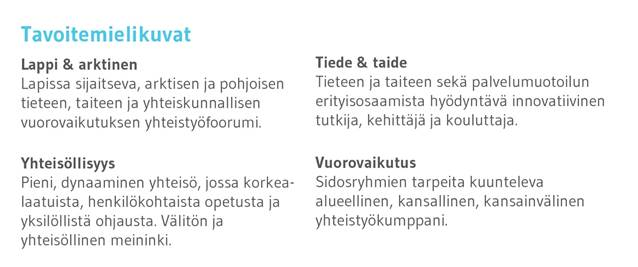 Tavoitemielikuvat
Lappi & arktinen
Lapissa sijaitseva, arktisen ja pohjoisen
tieteen, taiteen ja yhteiskunnallisen
vuorovaikutuksen yhteistyöfoorumi.
Yhteisöllisyys
Pieni, dynaaminen yhteisö, jossa korkea-
laatuista, henkilökohtaista opetusta ja
yksilöllistä ohjausta. Välitön ja
yhteisöllinen meininki.
Tiede & taide
Tieteen ja taiteen sekä palvelumuotoilun
erityisosaamista hyödyntävä innovatiivinen
tutkija, kehittäjä ja kouluttaja.
Vuorovaikutus
Sidosryhmien tarpeita kuunteleva
alueellinen, kansallinen, kansainvälinen
yhteistyökumppani.